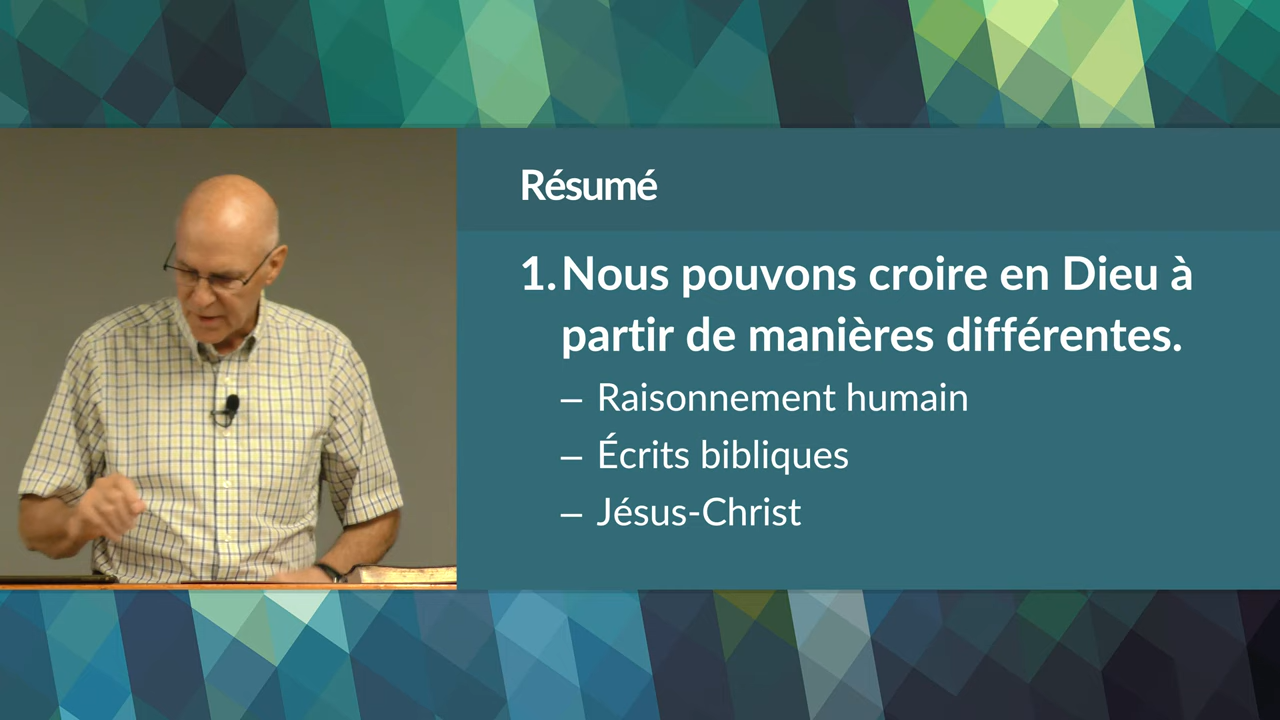 Résumé
1. Nous pouvons croire en Dieu à
partir de manières différentes.
– Raisonnement humain
– Écrits bibliques
– Jésus-Christ